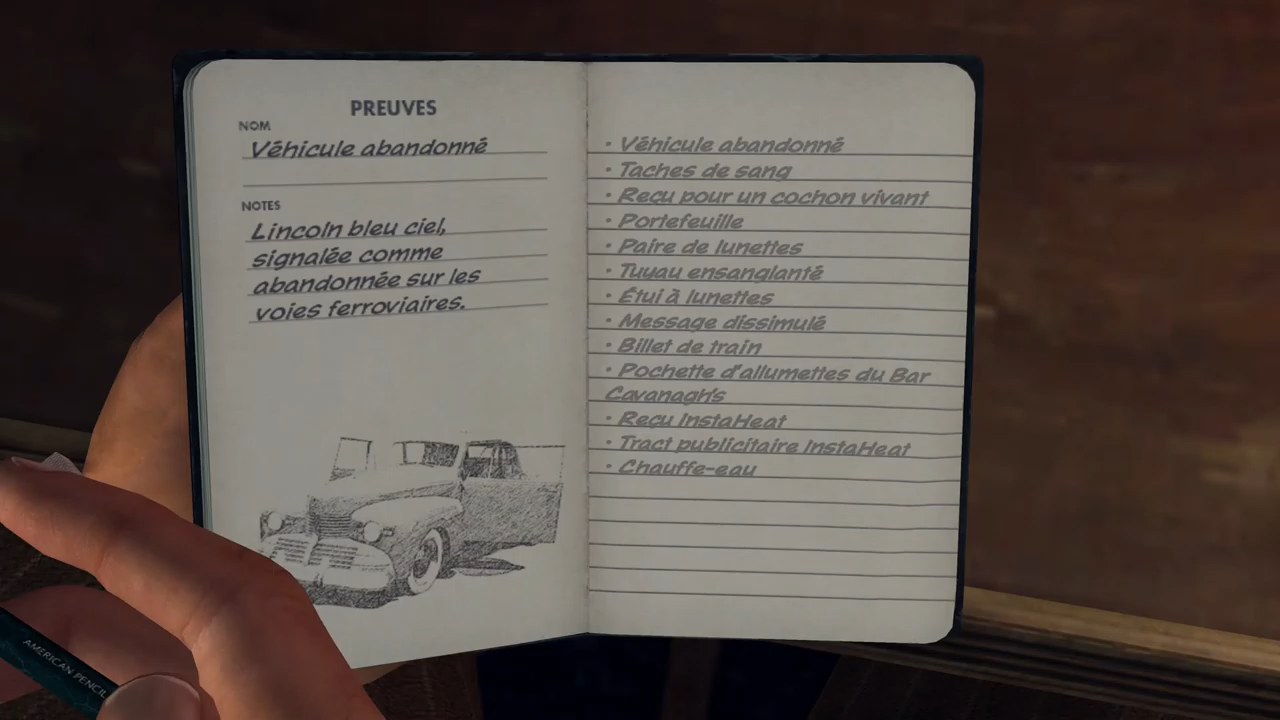 PREUVES
NOM
Véhicule abandonné
NOTES
Lincoln bleu ciel,
signalée comme
abandonnée sur les
voies ferroviaires.
• Véhicule abandonné
• Taches de sang
• Reçu pour un cochon vivant
• Portefeuille
• Paire de lunettes
• Tuyau ensanglanté
• Étui à lunettes
• Message dissimulé
• Billet de train
• Pochette d'allumettes du Bar
Cavanagh's
• Reçu InstaHeat
• Tract publicitaire InstaHeat
• Chauffe-eau
AMERICAN PENCIL